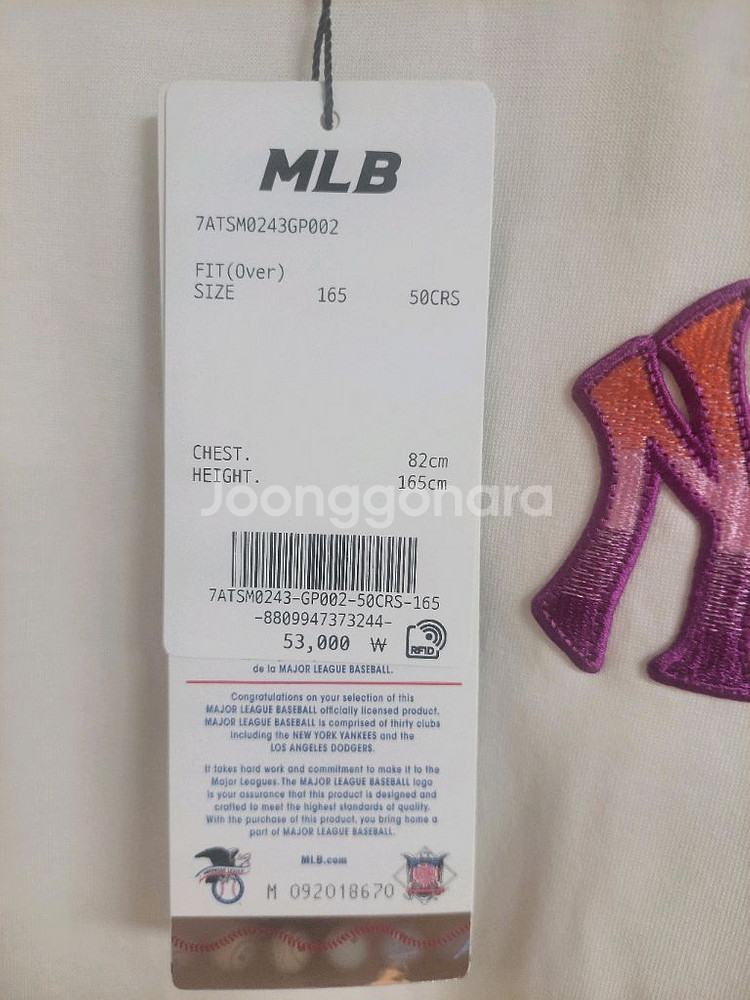 MLB
7ATSM0243GP002
FIT(Over)
SIZE 165 50CRS
CHEST. 82cm
HEIGHT. 165cm
Joonggonara
7ATSM0243-GP002-50CRS-165
-8809947373244-
53,000 ₩ RFID
de la MAJOR LEAGUE BASEBALL.
Congratulations on your selection of this
MAJOR LEAGUE BASEBALL officially licensed product.
MAJOR LEAGUE BASEBALL is comprised of thirty clubs
including the NEW YORK YANKEES and the
LOS ANGELES DODGERS.
It takes hard work and commitment to make it to the
Major Leagues. The MAJOR LEAGUE BASEBALL logo
is your assurance that this product is designed and
crafted to meet the highest standards of quality.
With the purchase of this product, you bring home a
part of MAJOR LEAGUE BASEBALL.
MLB.com
M 092018670